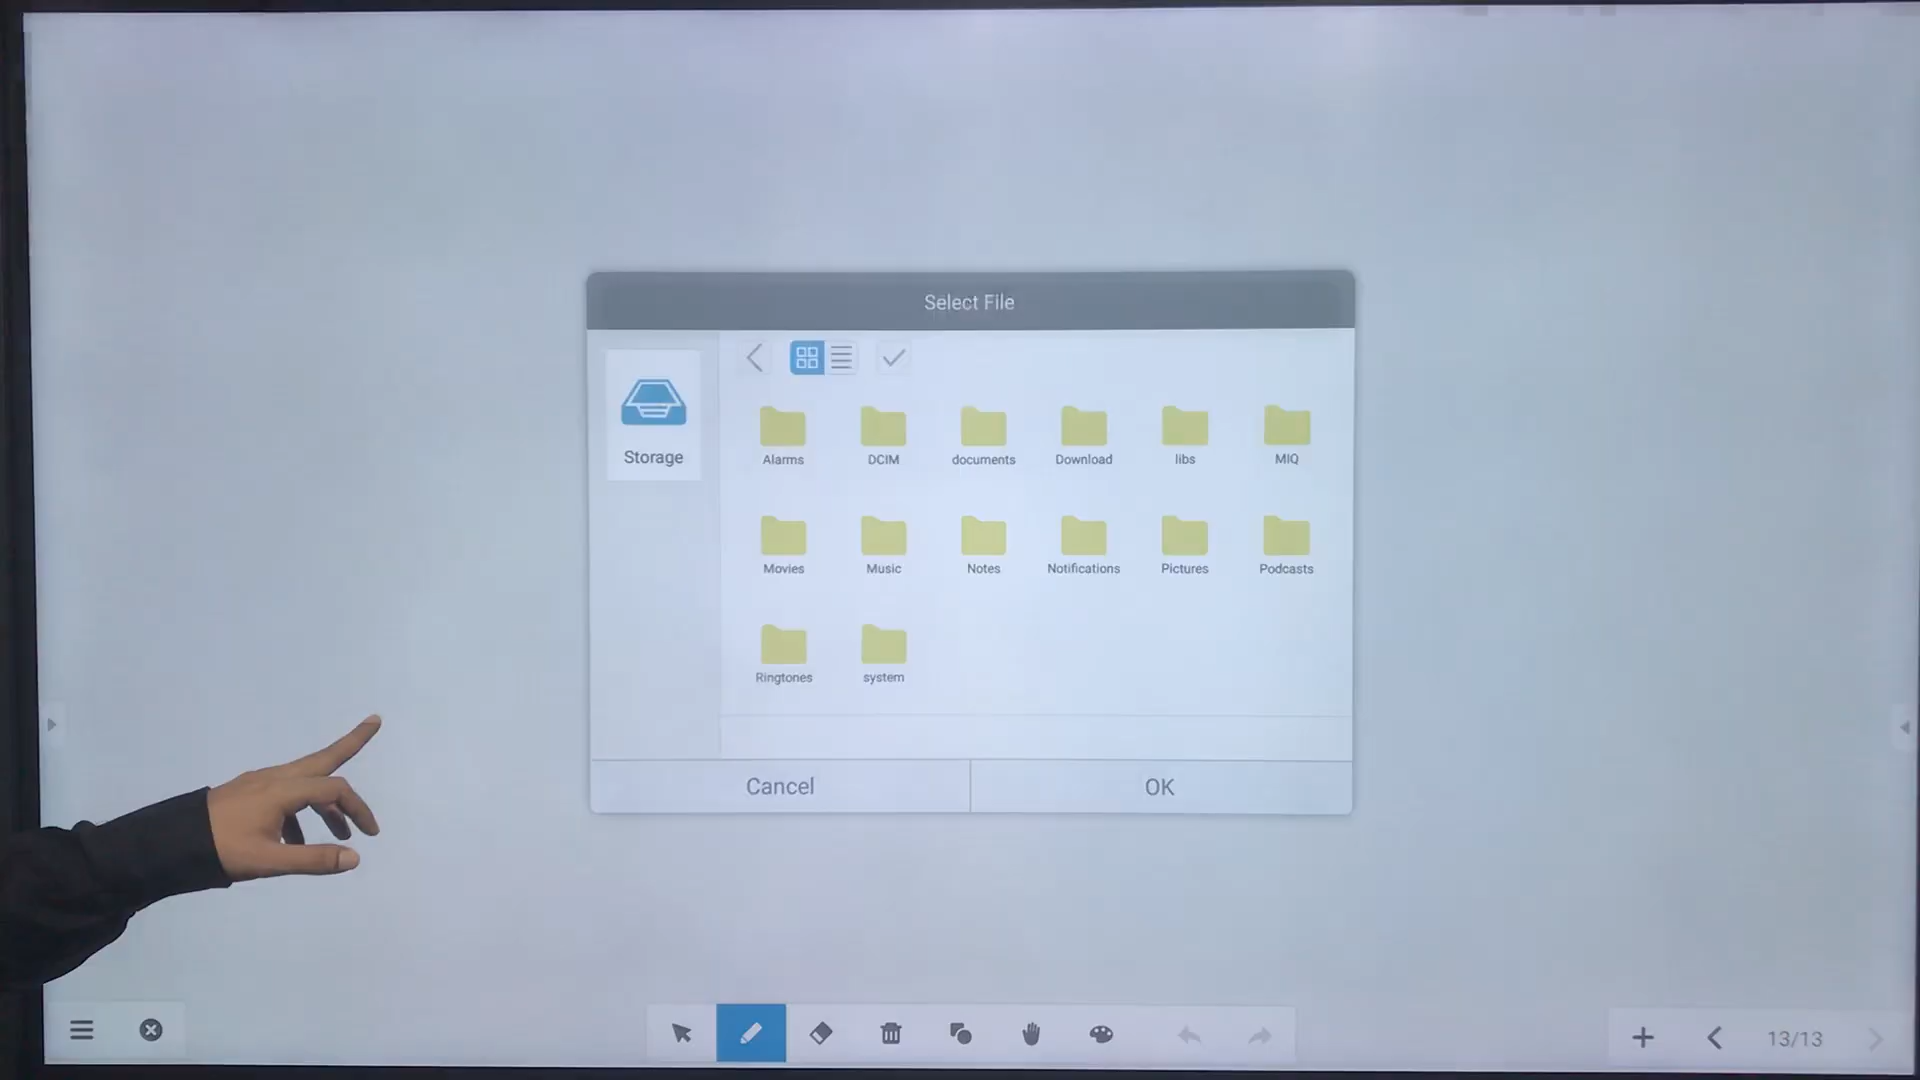 Select File
Storage
Alarms DCIM documents Download libs MIQ
Movies Music Notes Notifications Pictures Podcasts
Ringtones system
Cancel OK
13/13